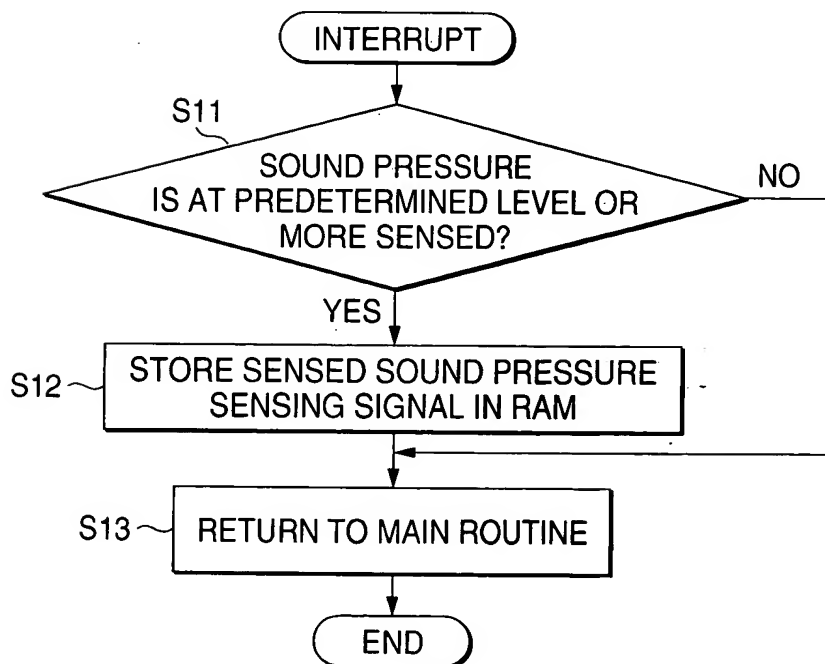 INTERRUPT
S11
SOUND PRESSURE
IS AT PREDETERMINED LEVEL OR
MORE SENSED?
NO
YES
S12
STORE SENSED SOUND PRESSURE
SENSING SIGNAL IN RAM
S13
RETURN TO MAIN ROUTINE
END